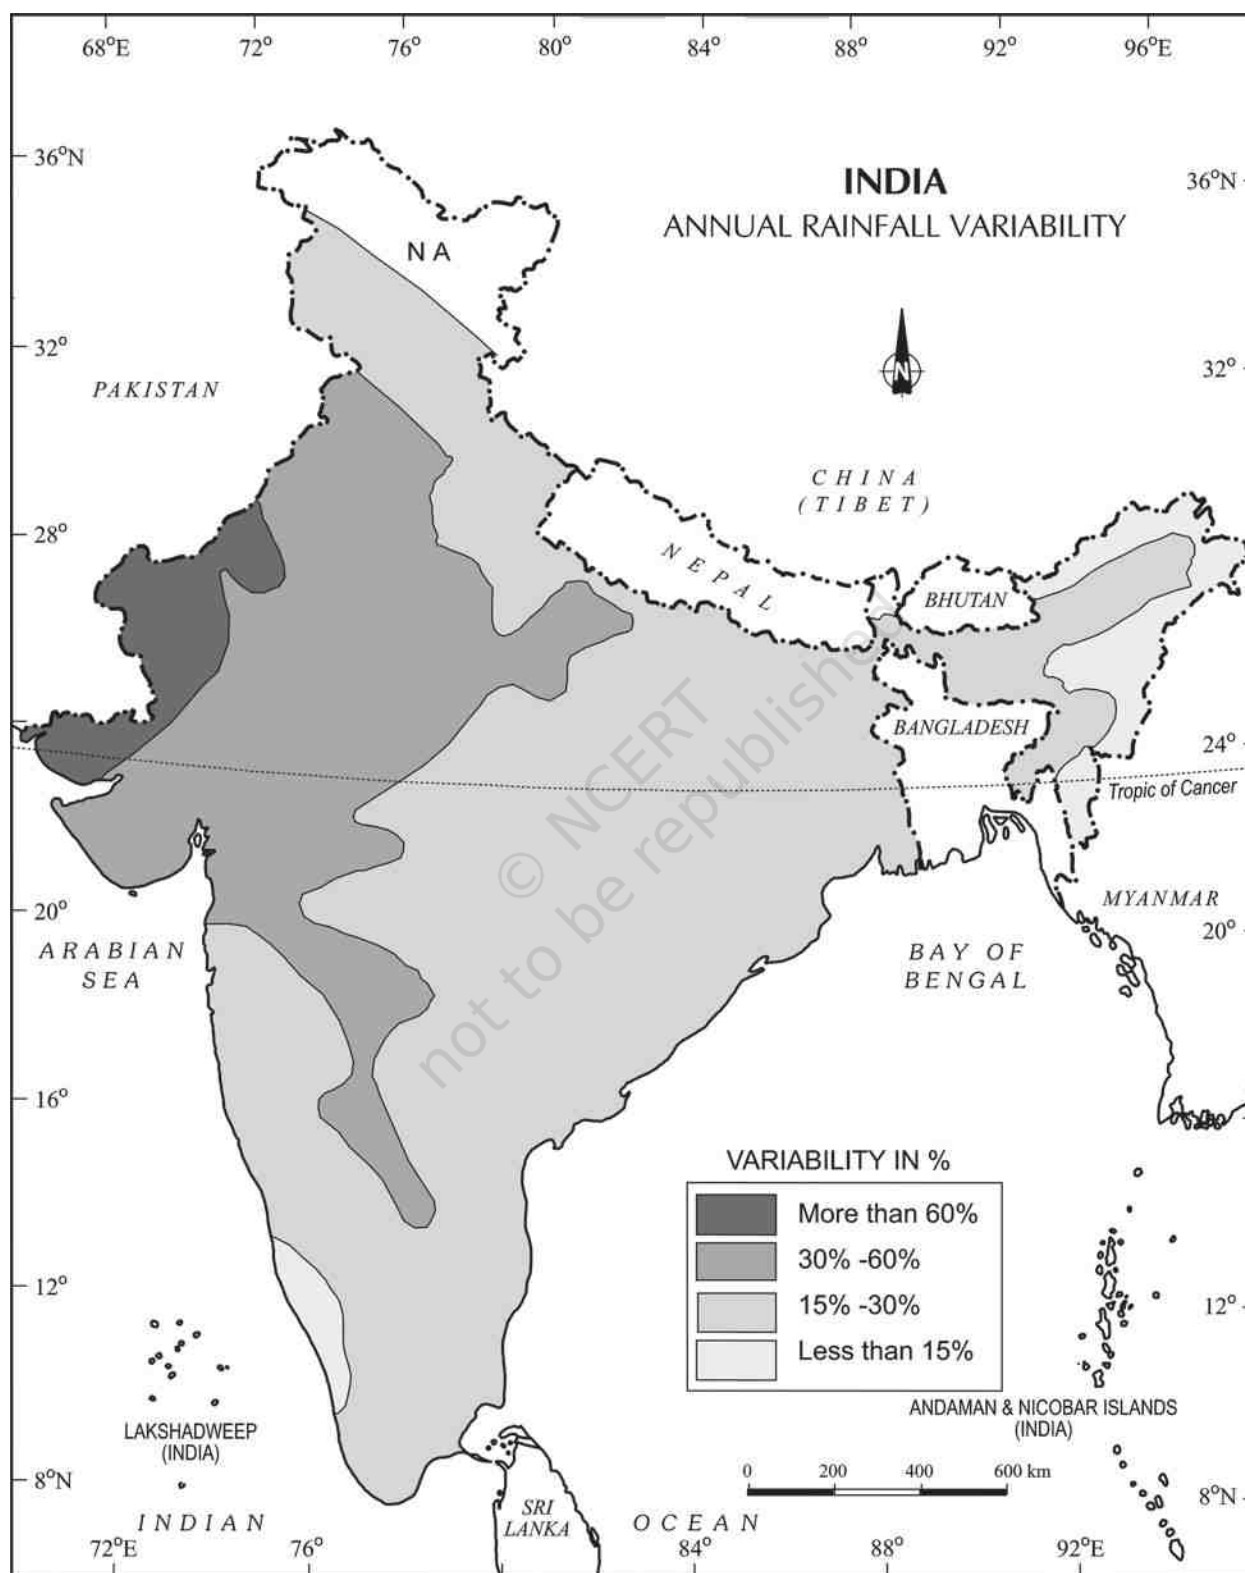 68°E 72° 76° 80° 84° 88° 92° 96°E
36°N
INDIA
36°N
ANNUAL RAINFALL VARIABILITY
N A
32°
N
32°
PAKISTAN
CHINA
(TIBET)
28°
NEPAL
BHUTAN
BANGLADESH
24°
Tropic of Cancer
© NCERT
not to be republished
20°
MYANMAR
20°
ARABIAN
SEA
BAY OF
BENGAL
16°
VARIABILITY IN %
More than 60%
30% -60%
15% -30%
Less than 15%
12°
12°
LAKSHADWEEP
(INDIA)
ANDAMAN & NICOBAR ISLANDS
(INDIA)
8°N
0 200 400 600 km
8°N
SRI
LANKA
INDIAN OCEAN
72°E 76° 84° 88° 92°E